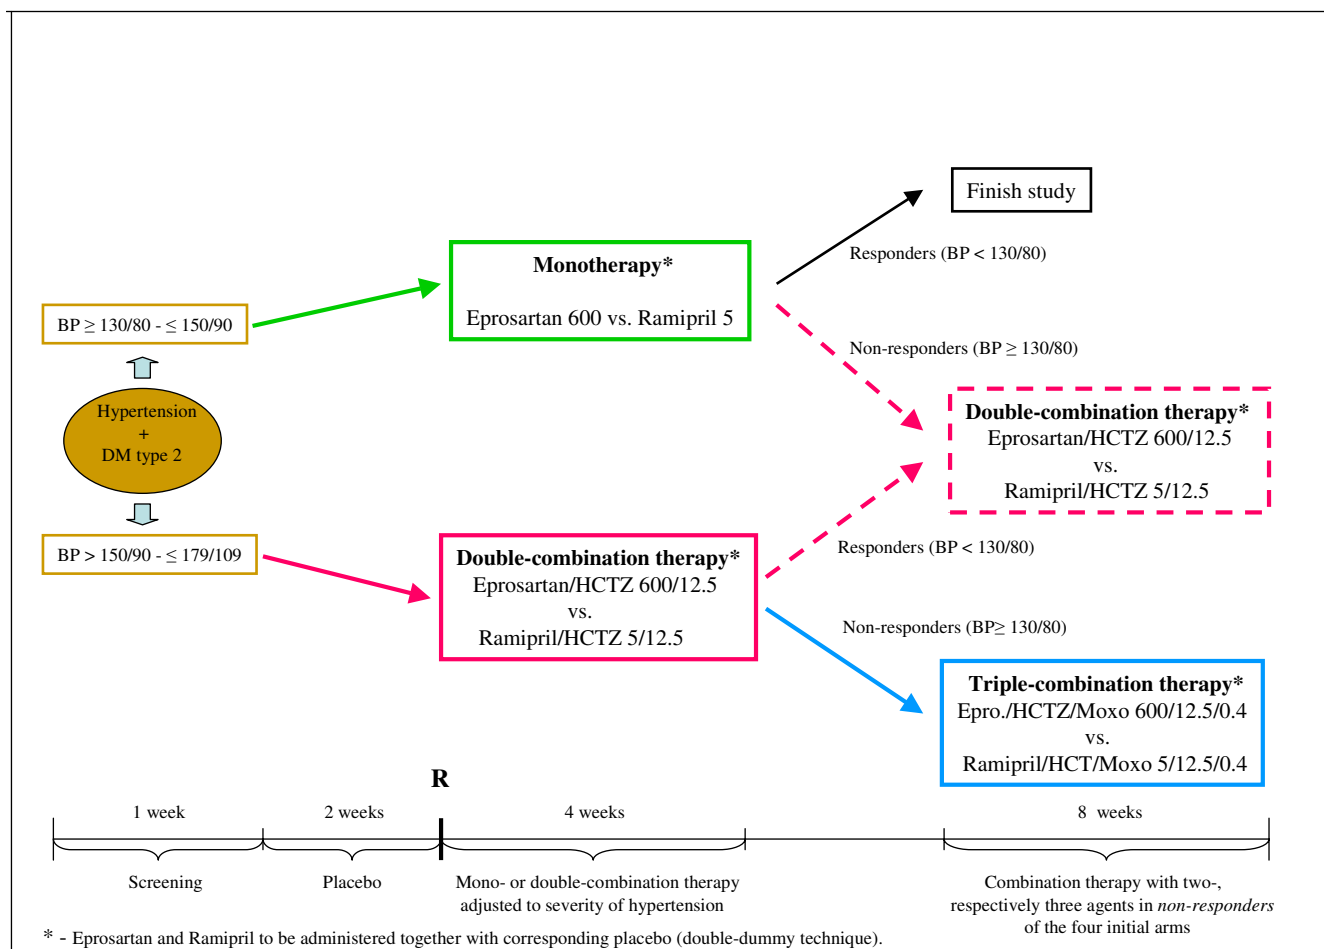 Finish study
Responders (BP < 130/80)
Monotherapy*
Eprosartan 600 vs. Ramipril 5
BP ≥ 130/80 - ≤ 150/90
Non-responders (BP ≥ 130/80)
Hypertension
+
DM type 2
Double-combination therapy*
Eprosartan/HCTZ 600/12.5
vs.
Ramipril/HCTZ 5/12.5
BP > 150/90 - ≤ 179/109
Double-combination therapy*
Eprosartan/HCTZ 600/12.5
vs.
Ramipril/HCTZ 5/12.5
Responders (BP < 130/80)
Non-responders (BP≥ 130/80)
Triple-combination therapy*
Epro./HCTZ/Moxo 600/12.5/0.4
vs.
Ramipril/HCT/Moxo 5/12.5/0.4
R
1 week
2 weeks
4 weeks
8 weeks
Screening
Placebo
Mono- or double-combination therapy
adjusted to severity of hypertension
Combination therapy with two-,
respectively three agents in non-responders
of the four initial arms
* - Eprosartan and Ramipril to be administered together with corresponding placebo (double-dummy technique).